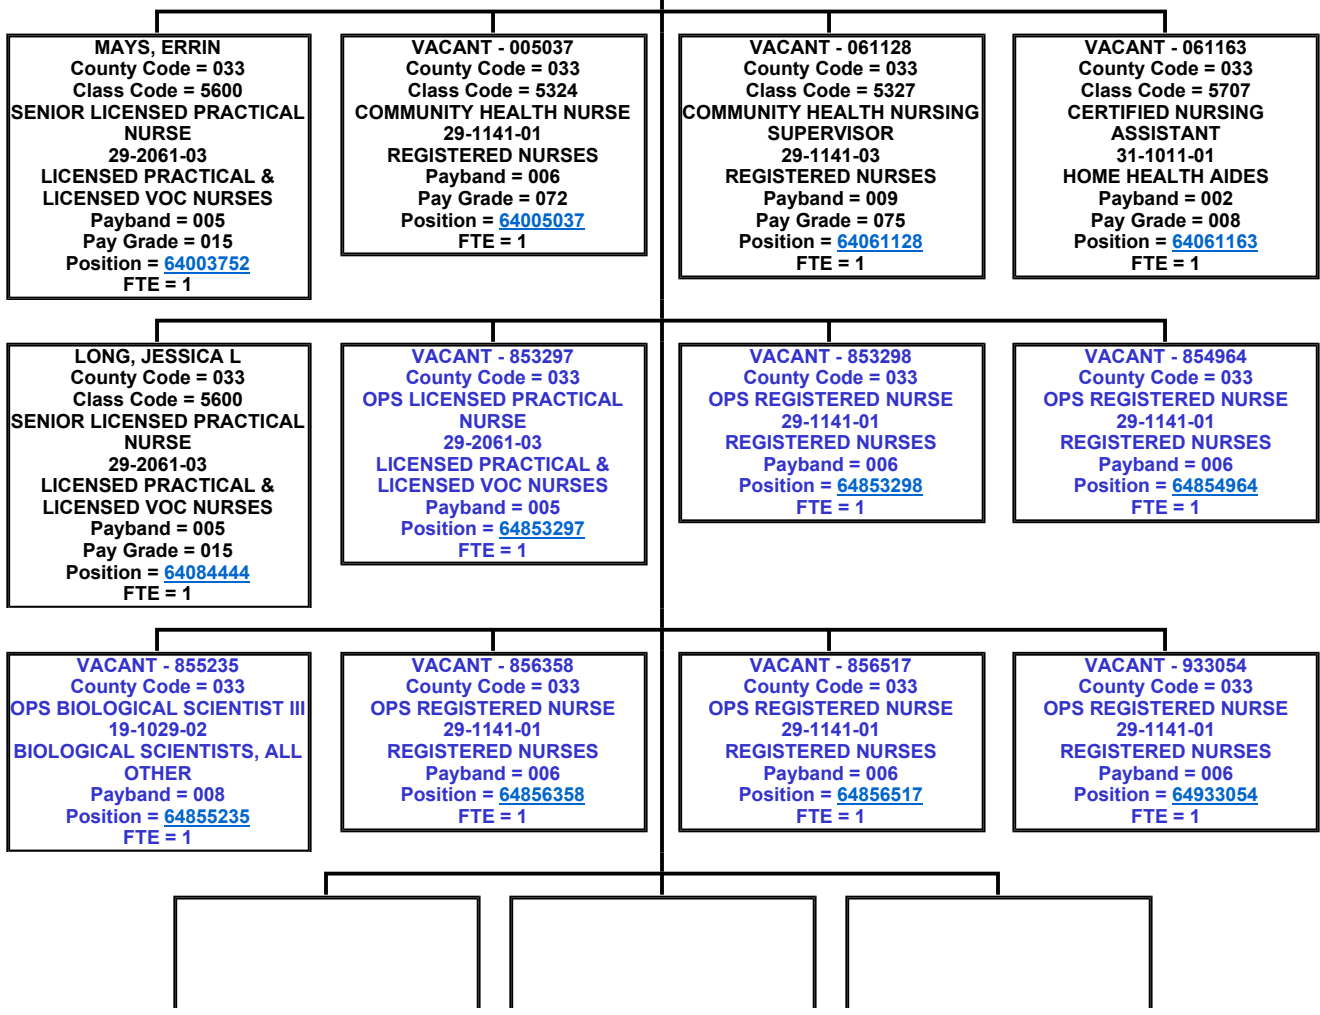 MAYS, ERRIN
County Code = 033
Class Code = 5600
SENIOR LICENSED PRACTICAL
NURSE
29-2061-03
LICENSED PRACTICAL &
LICENSED VOC NURSES
Payband = 005
Pay Grade = 015
Position = 64003752
FTE = 1
VACANT - 005037
County Code = 033
Class Code = 5324
COMMUNITY HEALTH NURSE
29-1141-01
REGISTERED NURSES
Payband = 006
Pay Grade = 072
Position = 64005037
FTE = 1
VACANT - 061128
County Code = 033
Class Code = 5327
COMMUNITY HEALTH NURSING
SUPERVISOR
29-1141-03
REGISTERED NURSES
Payband = 009
Pay Grade = 075
Position = 64061128
FTE = 1
VACANT - 061163
County Code = 033
Class Code = 5707
CERTIFIED NURSING
ASSISTANT
31-1011-01
HOME HEALTH AIDES
Payband = 002
Pay Grade = 008
Position = 64061163
FTE = 1
LONG, JESSICA L
County Code = 033
Class Code = 5600
SENIOR LICENSED PRACTICAL
NURSE
29-2061-03
LICENSED PRACTICAL &
LICENSED VOC NURSES
Payband = 005
Pay Grade = 015
Position = 64084444
FTE = 1
VACANT - 853297
County Code = 033
OPS LICENSED PRACTICAL
NURSE
29-2061-03
LICENSED PRACTICAL &
LICENSED VOC NURSES
Payband = 005
Position = 64853297
FTE = 1
VACANT - 853298
County Code = 033
OPS REGISTERED NURSE
29-1141-01
REGISTERED NURSES
Payband = 006
Position = 64853298
FTE = 1
VACANT - 854964
County Code = 033
OPS REGISTERED NURSE
29-1141-01
REGISTERED NURSES
Payband = 006
Position = 64854964
FTE = 1
VACANT - 855235
County Code = 033
OPS BIOLOGICAL SCIENTIST III
19-1029-02
BIOLOGICAL SCIENTISTS, ALL
OTHER
Payband = 008
Position = 64855235
FTE = 1
VACANT - 856358
County Code = 033
OPS REGISTERED NURSE
29-1141-01
REGISTERED NURSES
Payband = 006
Position = 64856358
FTE = 1
VACANT - 856517
County Code = 033
OPS REGISTERED NURSE
29-1141-01
REGISTERED NURSES
Payband = 006
Position = 64856517
FTE = 1
VACANT - 933054
County Code = 033
OPS REGISTERED NURSE
29-1141-01
REGISTERED NURSES
Payband = 006
Position = 64933054
FTE = 1